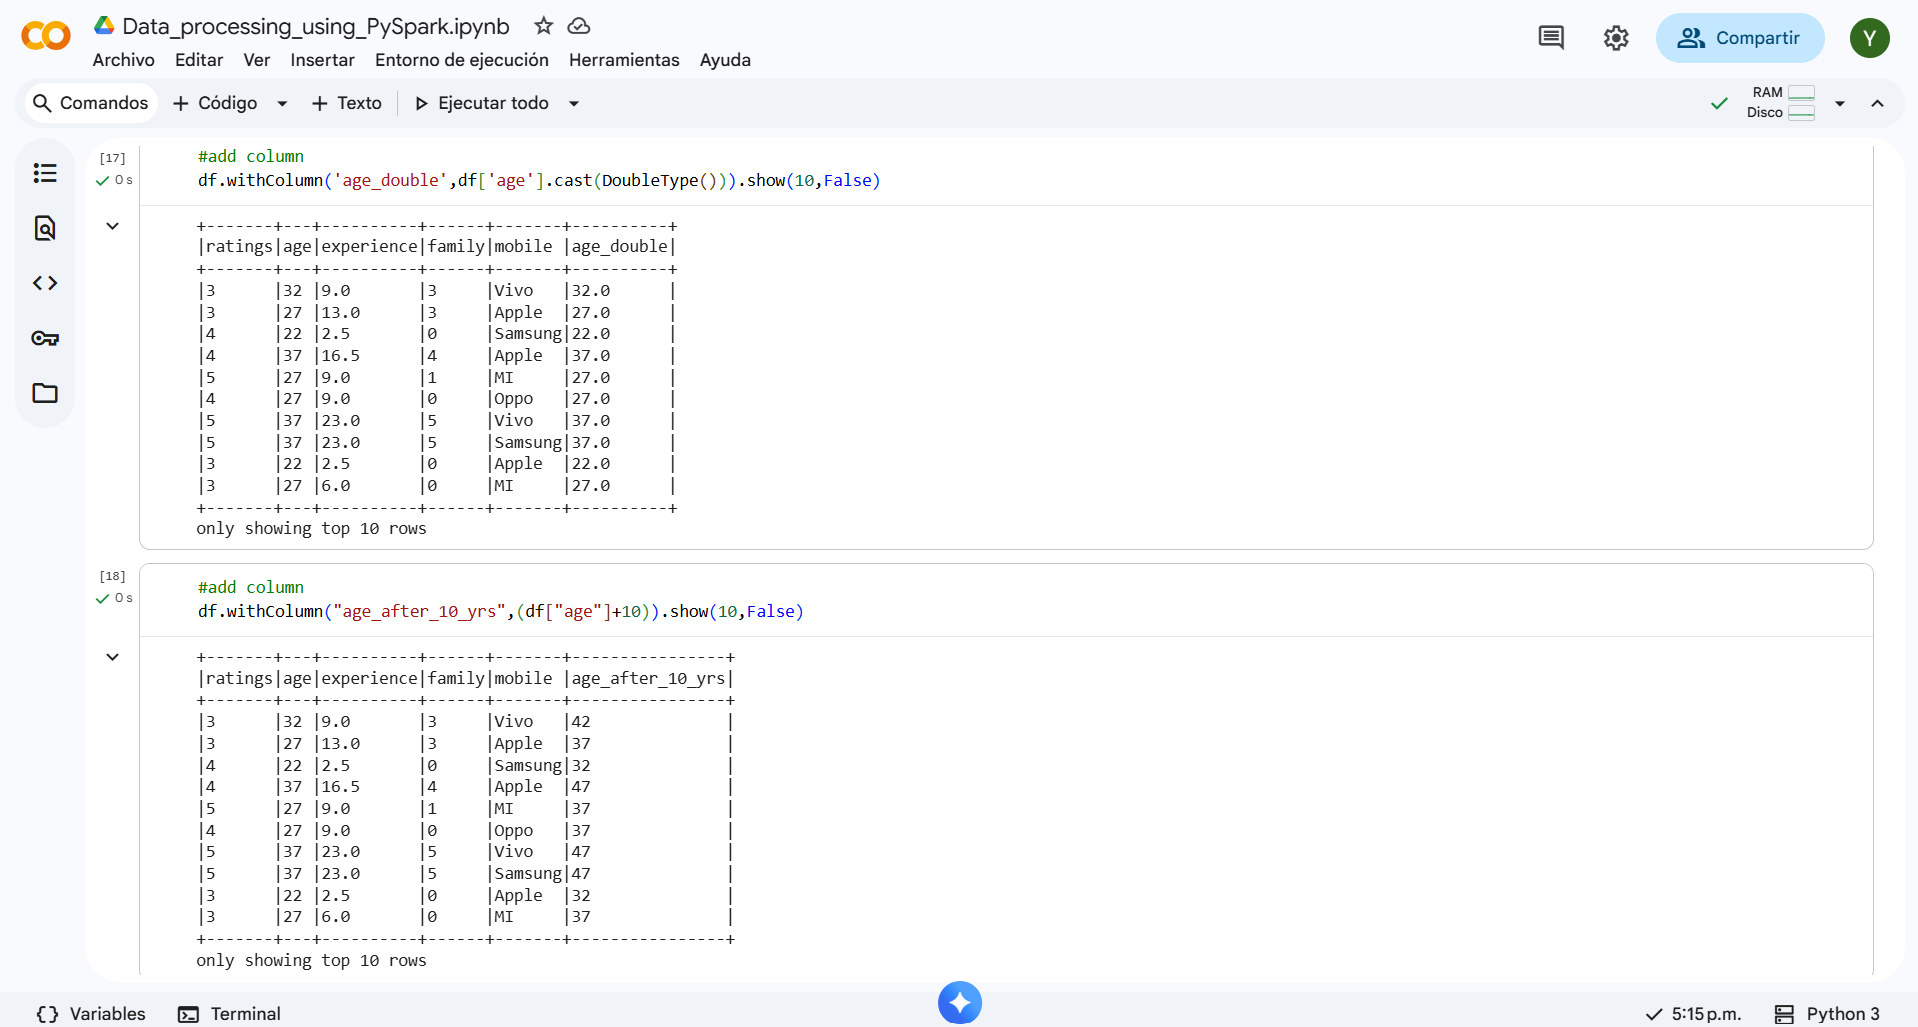 Data_processing_using_PySpark.ipynb
Archivo Editar Ver Insertar Entorno de ejecución Herramientas Ayuda
Compartir
Y
Comandos + Código + Texto Ejecutar todo
RAM
Disco
[17]
0 s
#add column
df.withColumn('age_double',df['age'].cast(DoubleType())).show(10,False)
+-------+---+----------+------+-------+----------+
|ratings|age|experience|family|mobile |age_double|
+-------+---+----------+------+-------+----------+
|3      |32 |9.0       |3     |Vivo   |32.0      |
|3      |27 |13.0      |3     |Apple  |27.0      |
|4      |22 |2.5       |0     |Samsung|22.0      |
|4      |37 |16.5      |4     |Apple  |37.0      |
|5      |27 |9.0       |1     |MI     |27.0      |
|4      |27 |9.0       |0     |Oppo   |27.0      |
|5      |37 |23.0      |5     |Vivo   |37.0      |
|5      |37 |23.0      |5     |Samsung|37.0      |
|3      |22 |2.5       |0     |Apple  |22.0      |
|3      |27 |6.0       |0     |MI     |27.0      |
+-------+---+----------+------+-------+----------+
only showing top 10 rows
[18]
0 s
#add column
df.withColumn("age_after_10_yrs",(df["age"]+10)).show(10,False)
+-------+---+----------+------+-------+----------------+
|ratings|age|experience|family|mobile |age_after_10_yrs|
+-------+---+----------+------+-------+----------------+
|3      |32 |9.0       |3     |Vivo   |42              |
|3      |27 |13.0      |3     |Apple  |37              |
|4      |22 |2.5       |0     |Samsung|32              |
|4      |37 |16.5      |4     |Apple  |47              |
|5      |27 |9.0       |1     |MI     |37              |
|4      |27 |9.0       |0     |Oppo   |37              |
|5      |37 |23.0      |5     |Vivo   |47              |
|5      |37 |23.0      |5     |Samsung|47              |
|3      |22 |2.5       |0     |Apple  |32              |
|3      |27 |6.0       |0     |MI     |37              |
+-------+---+----------+------+-------+----------------+
only showing top 10 rows
Variables Terminal 5:15 p.m. Python 3